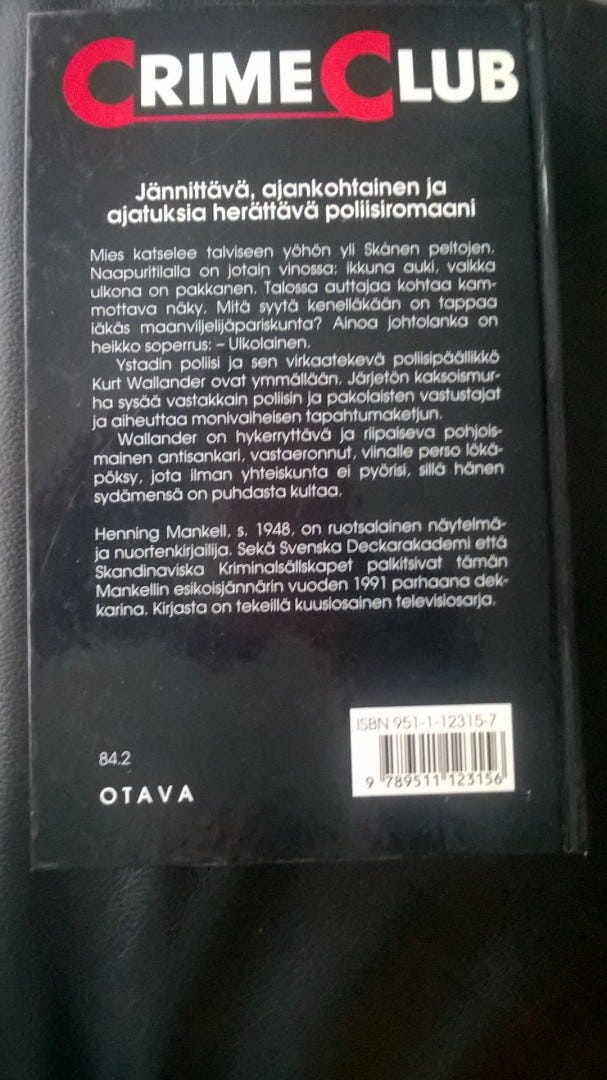 CRIME CLUB
Jännittävä, ajankohtainen ja
ajatuksia herättävä poliisiromaani
Mies katselee talviseen yöhön yli Skånen peltojen.
Naapuritilalla on jotain vinossa: ikkuna auki, vaikka
ulkona on pakkanen. Talossa auttajaa kohtaa kam-
mottava näky. Mitä syytä kenelläkään on tappaa
iäkäs maanviljelijäpariskunta? Ainoa johtolanka on
heikko soperrus: – Ulkolainen.
Ystadin poliisi ja sen virkaatekevä poliisipäällikkö
Kurt Wallander ovat ymmällään. Järjetön kaksoismur-
ha sysää vastakkain poliisin ja pakolaisten vastustajat
ja aiheuttaa monivaiheisen tapahtumaketjun.
Wallander on hykerryttävä ja riipaiseva pohjois-
mainen antisankari, vastaeronnut, viinalle perso lökä-
pöksy, jota ilman yhteiskunta ei pyörisi, sillä hänen
sydämensä on puhdasta kultaa.
Henning Mankell, s. 1948, on ruotsalainen näytelmä-
ja nuortenkirjailija. Sekä Svenska Deckarakademi että
Skandinaviska Kriminalsällskapet palkitsivat tämän
Mankellin esikoisjännärin vuoden 1991 parhaana dek-
karina. Kirjasta on tekeillä kuusiosainen televisiosarja.
ISBN 951-1-12315-7
9 789511 123156
84.2
OTAVA